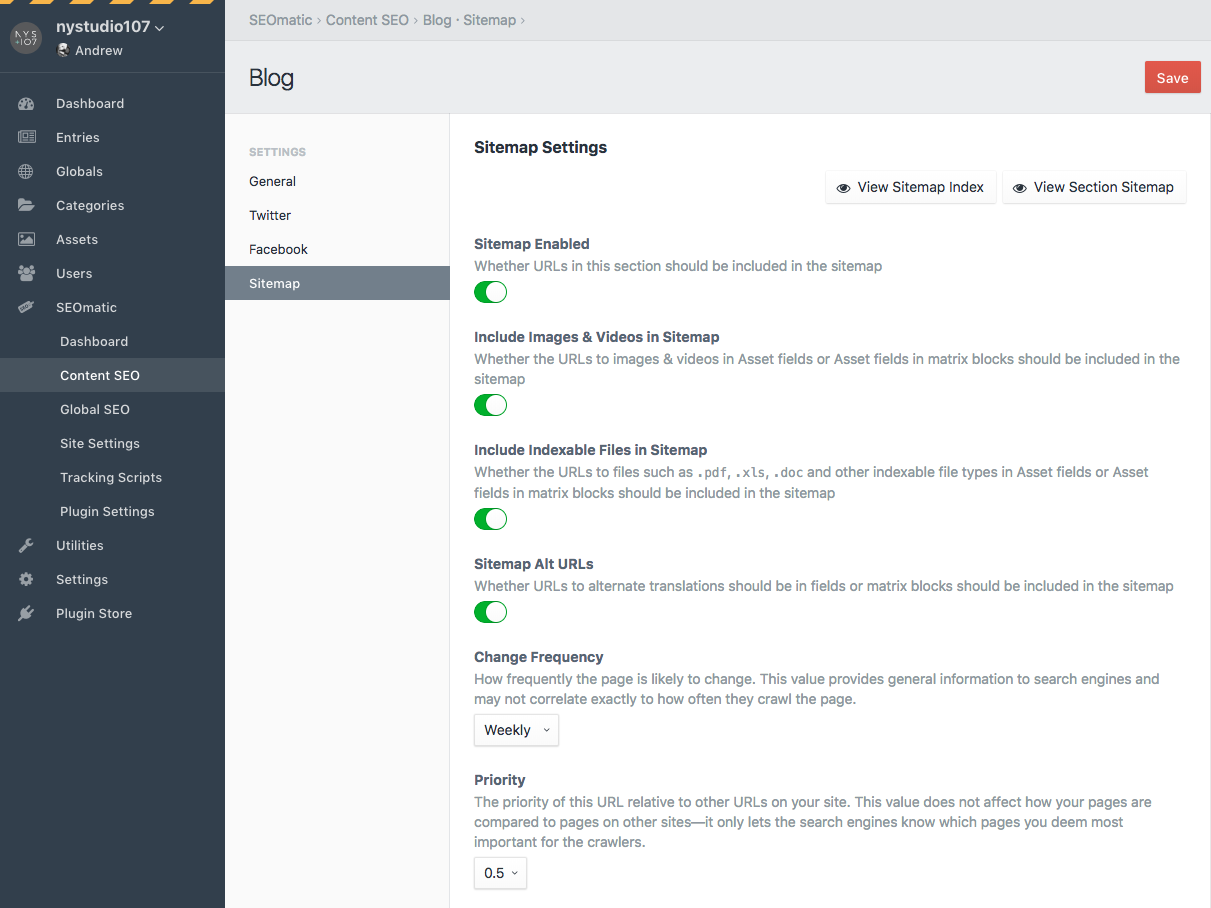 NYS
+107
nystudio107
Andrew
Dashboard
Entries
Globals
Categories
Assets
Users
SEOmatic
Dashboard
Content SEO
Global SEO
Site Settings
Tracking Scripts
Plugin Settings
Utilities
Settings
Plugin Store
SEOmatic › Content SEO › Blog · Sitemap ›
Blog
Save
SETTINGS
General
Twitter
Facebook
Sitemap
Sitemap Settings
View Sitemap Index
View Section Sitemap
Sitemap Enabled
Whether URLs in this section should be included in the sitemap
Include Images & Videos in Sitemap
Whether the URLs to images & videos in Asset fields or Asset fields in matrix blocks should be included in the
sitemap
Include Indexable Files in Sitemap
Whether the URLs to files such as .pdf, .xls, .doc and other indexable file types in Asset fields or Asset
fields in matrix blocks should be included in the sitemap
Sitemap Alt URLs
Whether URLs to alternate translations should be in fields or matrix blocks should be included in the sitemap
Change Frequency
How frequently the page is likely to change. This value provides general information to search engines and
may not correlate exactly to how often they crawl the page.
Weekly
Priority
The priority of this URL relative to other URLs on your site. This value does not affect how your pages are
compared to pages on other sites—it only lets the search engines know which pages you deem most
important for the crawlers.
0.5